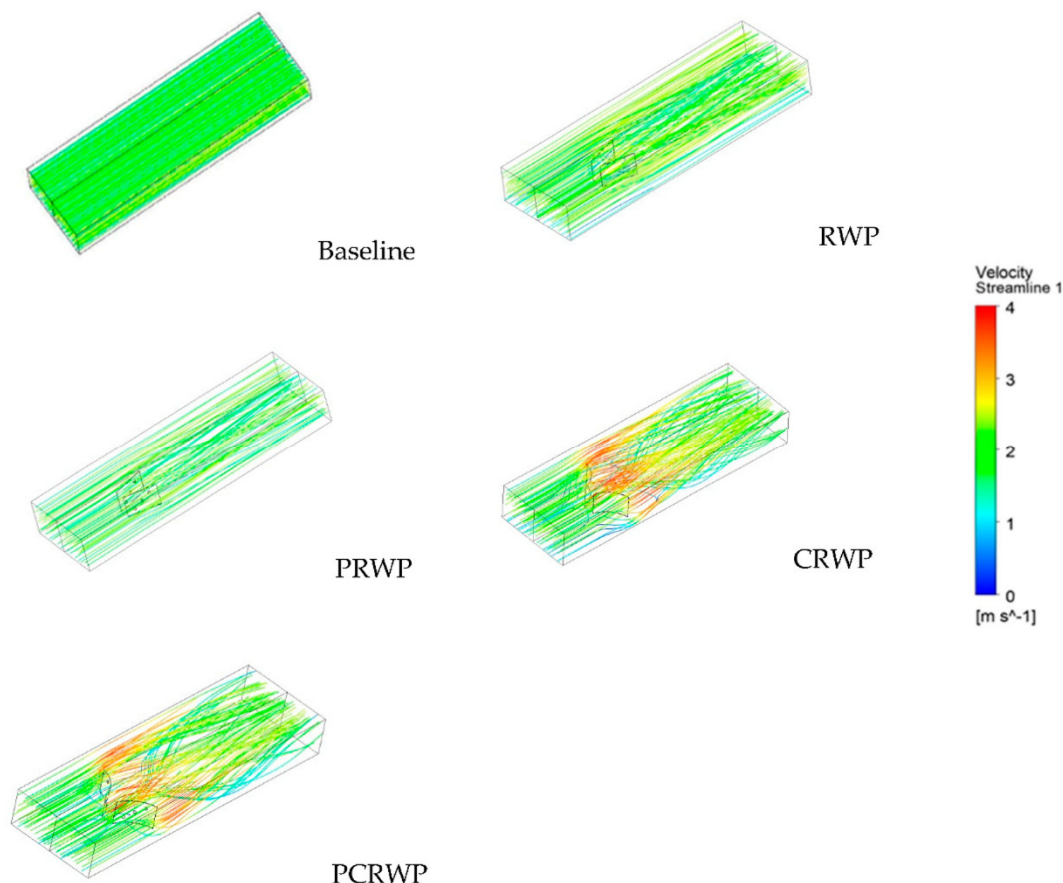 Baseline
RWP
Velocity
Streamline 1
4
3
2
1
0
[m s^-1]
PRWP
CRWP
PCRWP